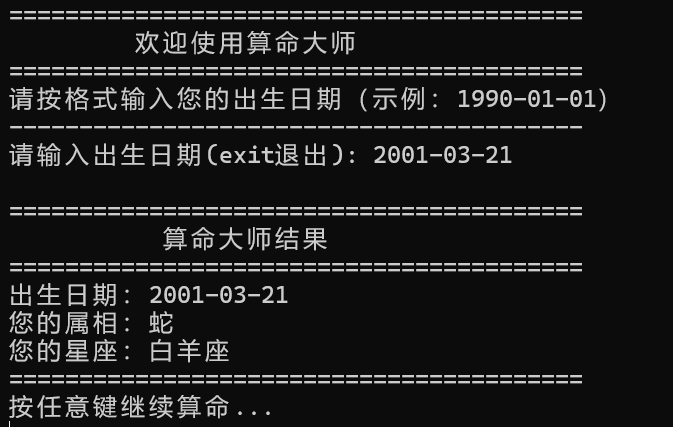 =========================================
欢迎使用算命大师
=========================================
请按格式输入您的出生日期 (示例: 1990-01-01)
-----------------------------------------
请输入出生日期(exit退出): 2001-03-21
=========================================
算命大师结果
=========================================
出生日期: 2001-03-21
您的属相: 蛇
您的星座: 白羊座
=========================================
按任意键继续算命...